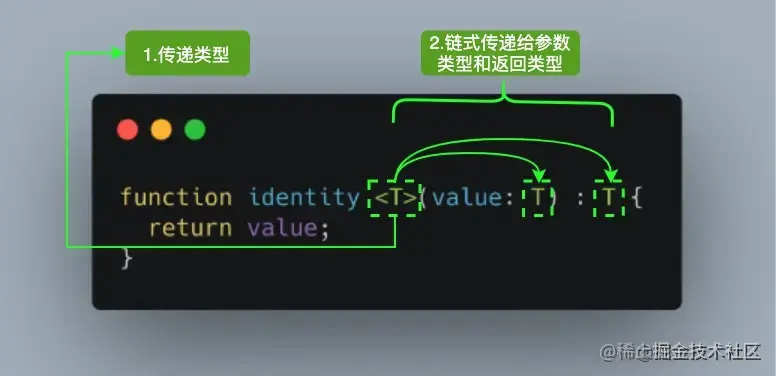 1.传递类型
2.链式传递给参数
类型和返回类型
function identity <T>(value: T) : T {
return value;
}
@稀土掘金技术社区